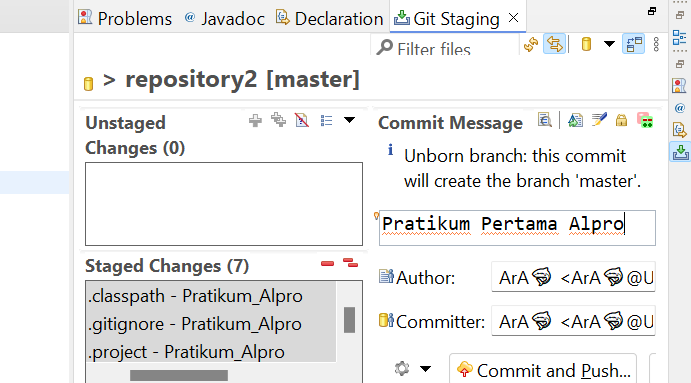 Problems @ Javadoc Declaration Git Staging
Filter files
> repository2 [master]
Unstaged
Changes (0)
Commit Message
Unborn branch: this commit
will create the branch 'master'.
Pratikum Pertama Alpro
Staged Changes (7)
.classpath - Pratikum_Alpro
.gitignore - Pratikum_Alpro
.project - Pratikum_Alpro
Author: ArA <ArA @U
Committer: ArA <ArA @U
Commit and Push...